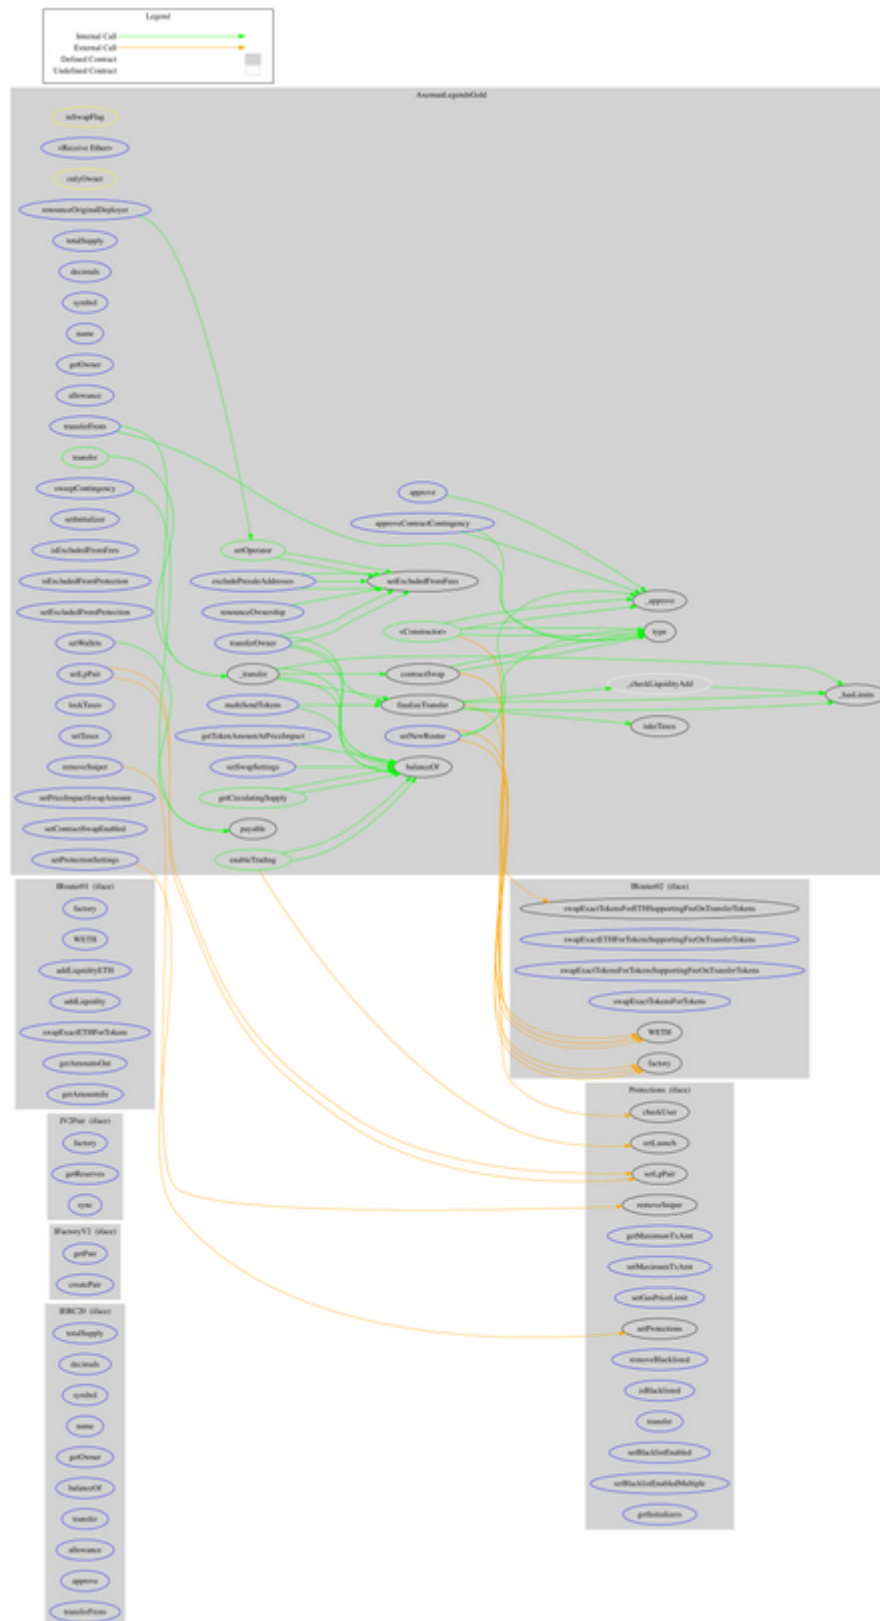 Legend
Internal Call
External Call
Defined Contract
Undefined Contract
AxemanLegendsGold
inSwapFlag
<Receive Ether>
onlyOwner
renounceOriginalDeployer
totalSupply
decimals
symbol
name
getOwner
allowance
transferFrom
transfer
sweepContingency
setInitializer
isExcludedFromFees
isExcludedFromProtection
setExcludedFromProtection
setWallets
setLpPair
lockTaxes
setTaxes
removeSniper
setPriceImpactSwapAmount
setContractSwapEnabled
setProtectionSettings
setOperator
excludePresaleAddresses
renounceOwnership
transferOwner
_transfer
multiSendTokens
getTokenAmountAtPriceImpact
setSwapSettings
getCirculatingSupply
payable
enableTrading
approve
approveContractContingency
setExcludedFromFees
<Constructor>
contractSwap
finalizeTransfer
setNewRouter
balanceOf
_approve
type
_checkLiquidityAdd
takeTaxes
_hasLimits
IRouter01 (iface)
factory
WETH
addLiquidityETH
addLiquidity
swapExactETHForTokens
getAmountsOut
getAmountsIn
IV2Pair (iface)
factory
getReserves
sync
IFactoryV2 (iface)
getPair
createPair
IERC20 (iface)
totalSupply
decimals
symbol
name
getOwner
balanceOf
transfer
allowance
approve
transferFrom
IRouter02 (iface)
swapExactTokensForETHSupportingFeeOnTransferTokens
swapExactETHForTokensSupportingFeeOnTransferTokens
swapExactTokensForTokensSupportingFeeOnTransferTokens
swapExactTokensForTokens
WETH
factory
Protections (iface)
checkUser
setLaunch
setLpPair
removeSniper
getMaximumTxAmt
setMaximumTxAmt
setGasPriceLimit
setProtections
removeBlacklisted
isBlacklisted
transfer
setBlacklistEnabled
setBlacklistEnabledMultiple
getInitializers